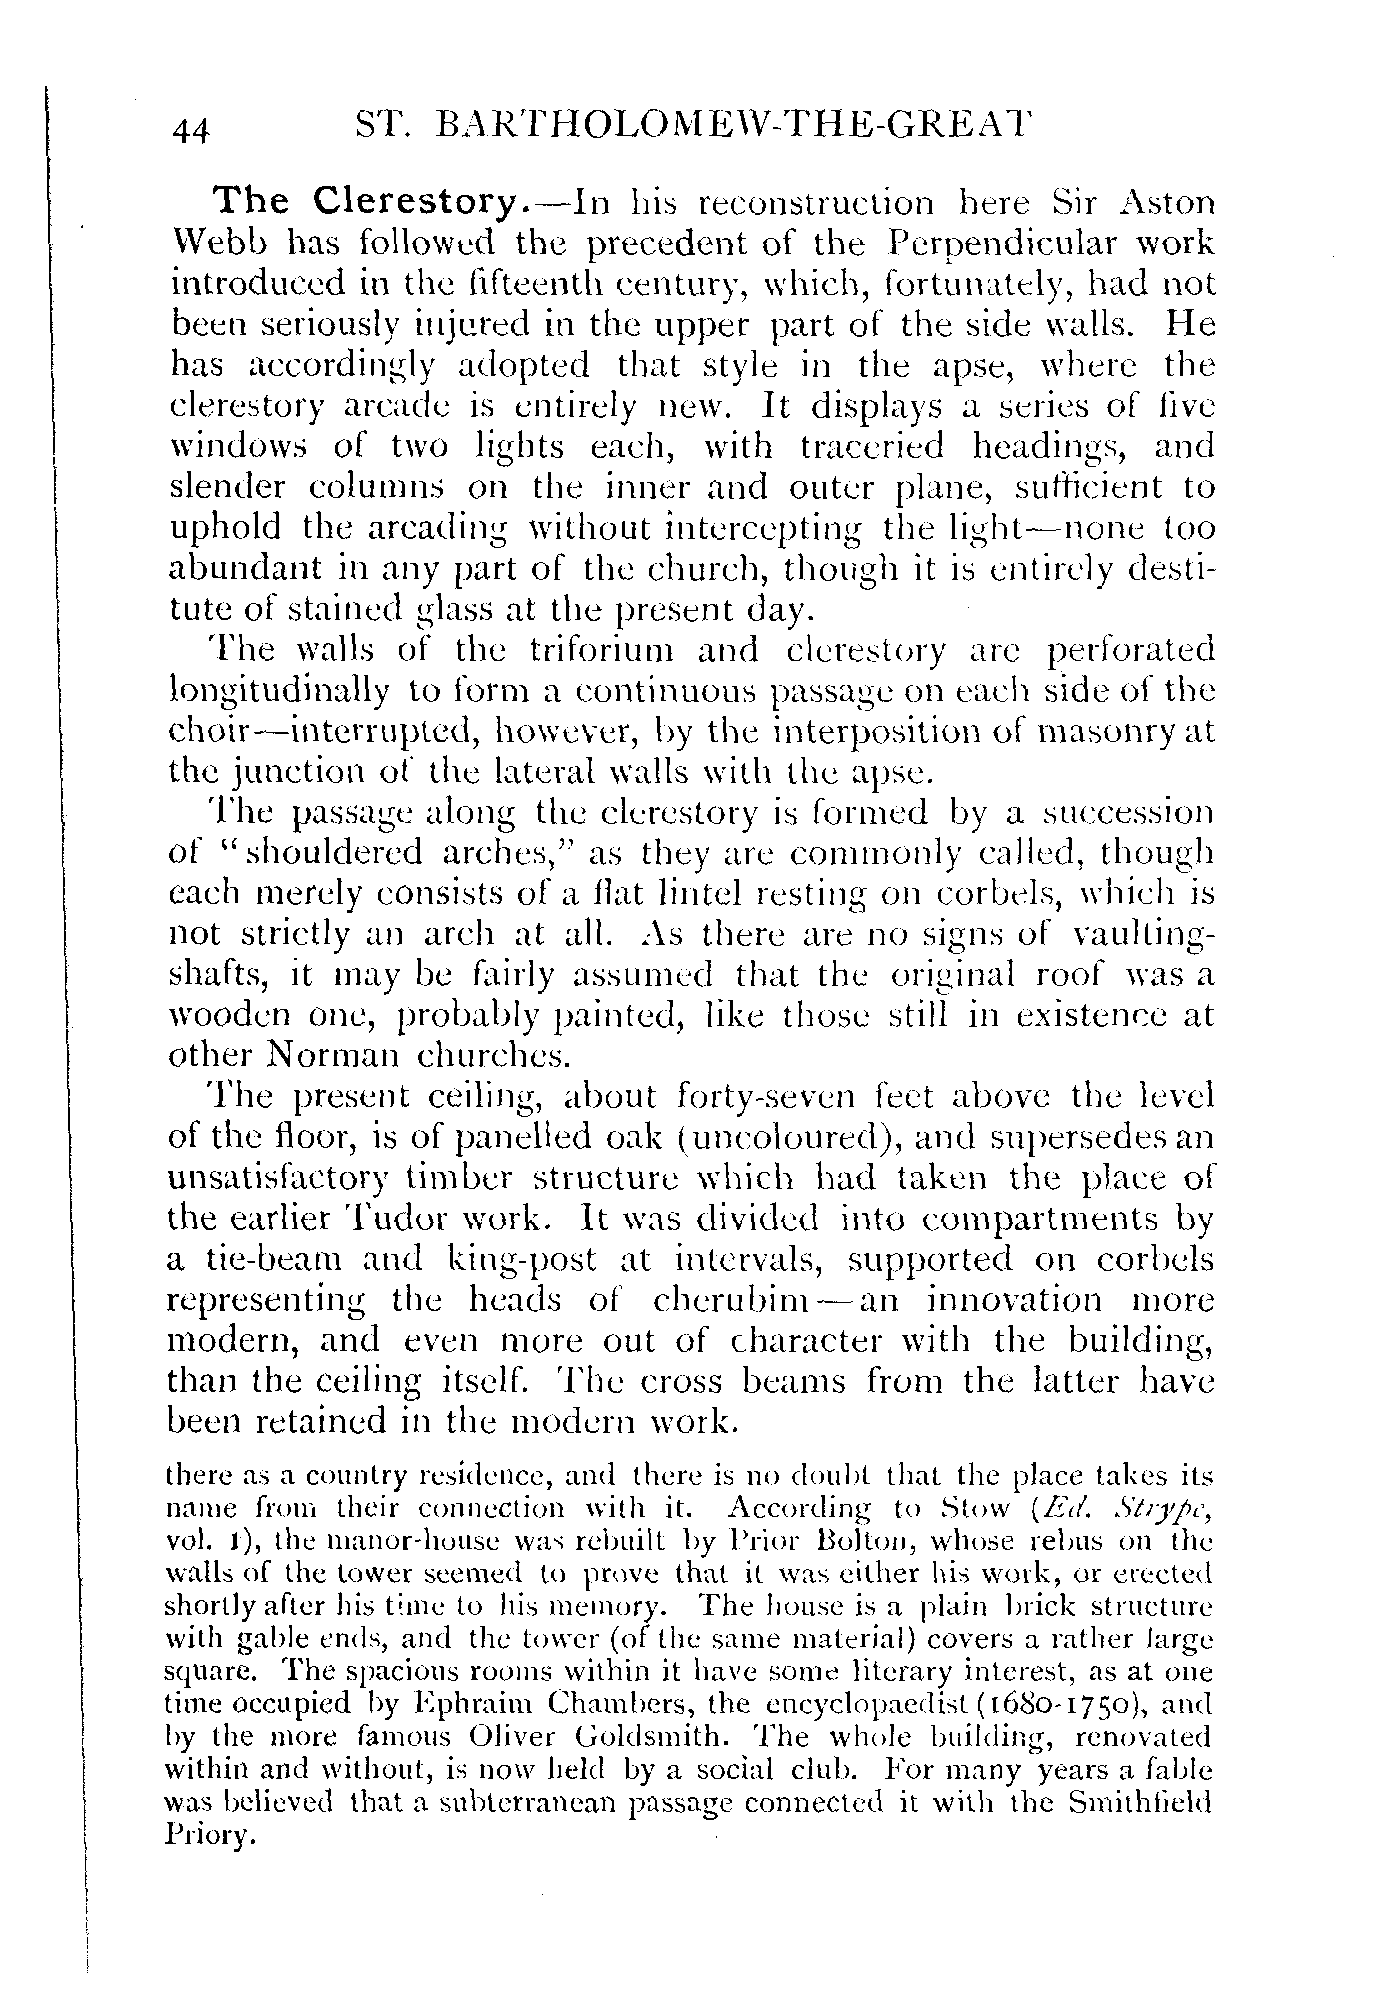 44 ST. BARTHOLOMEW-THE-GREAT
The Clerestory.—In his reconstruction here Sir Aston
Webb has followed the precedent of the Perpendicular work
introduced in the fifteenth century, which, fortunately, had not
been seriously injured in the upper part of the side walls. He
has accordingly adopted that style in the apse, where the
clerestory arcade is entirely new. It displays a series of five
windows of two lights each, with traceried headings, and
slender columns on the inner and outer plane, sufficient to
uphold the arcading without intercepting the light—none too
abundant in any part of the church, though it is entirely desti-
tute of stained glass at the present day.
The walls of the triforium and clerestory are perforated
longitudinally to form a continuous passage on each side of the
choir—interrupted, however, by the interposition of masonry at
the junction of the lateral walls with the apse.
The passage along the clerestory is formed by a succession
of "shouldered arches," as they are commonly called, though
each merely consists of a flat lintel resting on corbels, which is
not strictly an arch at all. As there are no signs of vaulting-
shafts, it may be fairly assumed that the original roof was a
wooden one, probably painted, like those still in existence at
other Norman churches.
The present ceiling, about forty-seven feet above the level
of the floor, is of panelled oak (uncoloured), and supersedes an
unsatisfactory timber structure which had taken the place of
the earlier Tudor work. It was divided into compartments by
a tie-beam and king-post at intervals, supported on corbels
representing the heads of cherubim—an innovation more
modern, and even more out of character with the building,
than the ceiling itself. The cross beams from the latter have
been retained in the modern work.
there as a country residence, and there is no doubt that the place takes its
name from their connection with it. According to Stow (Ed. Strype,
vol. 1), the manor-house was rebuilt by Prior Bolton, whose rebus on the
walls of the tower seemed to prove that it was either his work, or erected
shortly after his time to his memory. The house is a plain brick structure
with gable ends, and the tower (of the same material) covers a rather large
square. The spacious rooms within it have some literary interest, as at one
time occupied by Ephraim Chambers, the encyclopaedist (1680-1750), and
by the more famous Oliver Goldsmith. The whole building, renovated
within and without, is now held by a social club. For many years a fable
was believed that a subterranean passage connected it with the Smithfield
Priory.